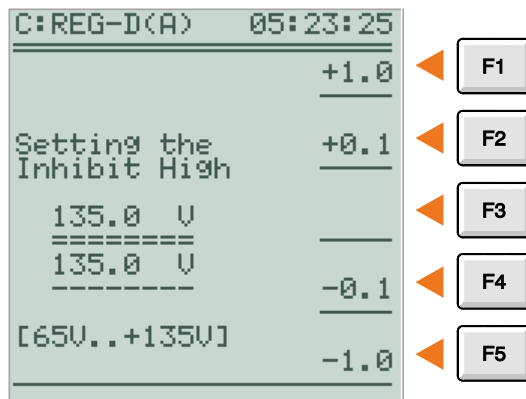 C:REG-D(A) 05:23:25
+1.0 F1
Setting the +0.1 F2
Inhibit High
135.0 V F3
========
135.0 V
--------
-0.1 F4
[65V..+135V]
-1.0 F5